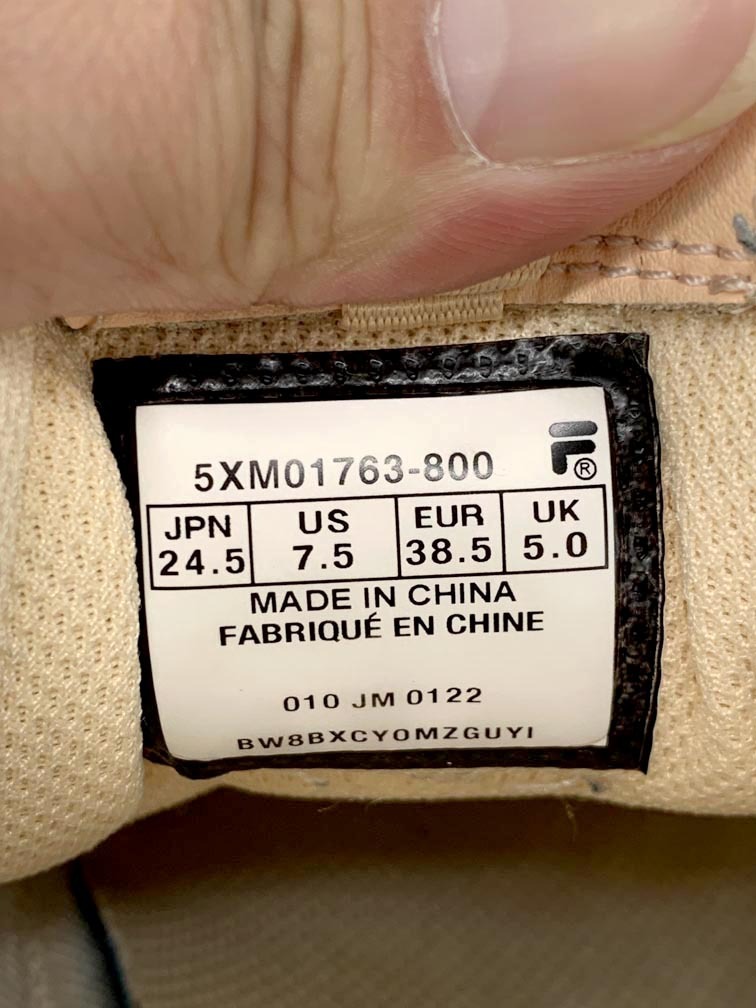 5XM01763-800
F®
JPN US EUR UK
24.5 7.5 38.5 5.0
MADE IN CHINA
FABRIQUÉ EN CHINE
010 JM 0122
BW8BXCYOMZGUYI